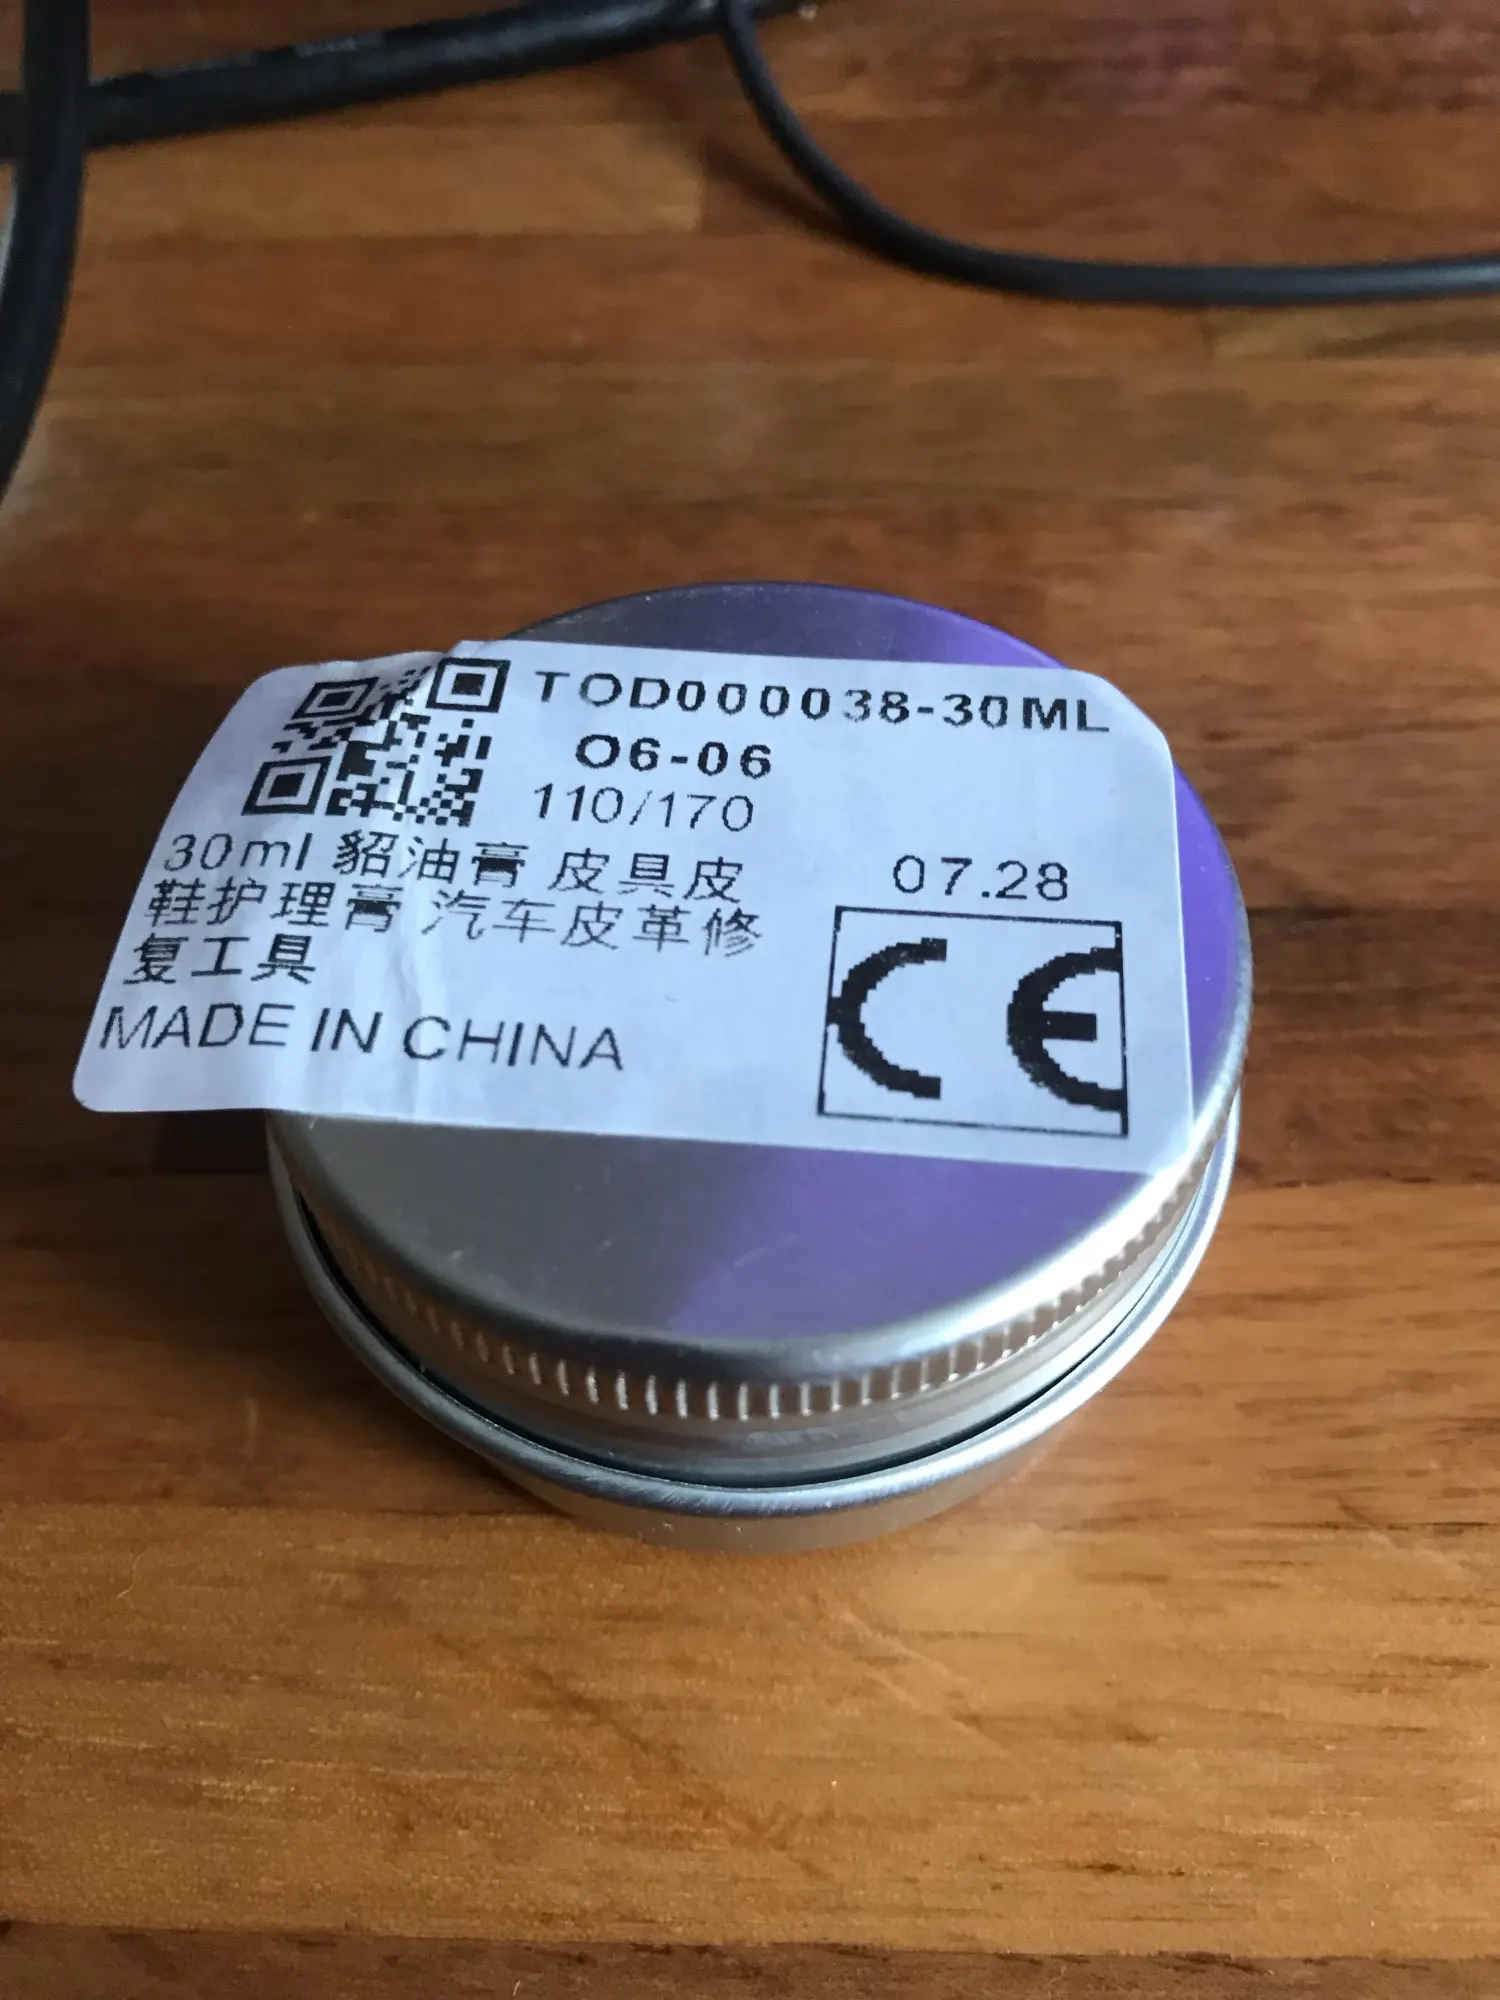 TOD000038-30ML
O6-06
110/170
30ml 貂油膏 皮具皮
鞋护理膏 汽车皮革修
复工具
07.28
CE
MADE IN CHINA